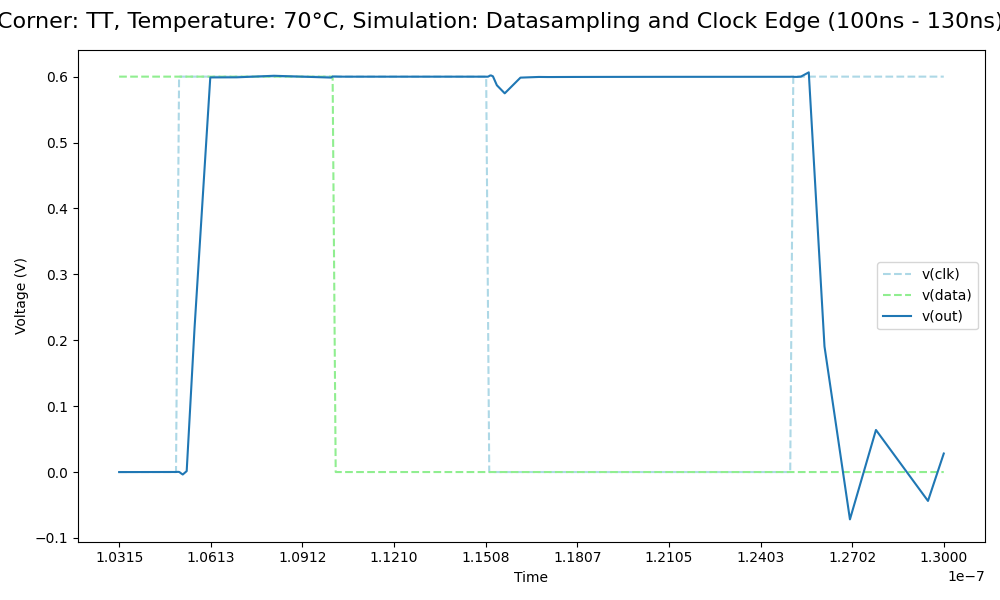 Corner: TT, Temperature: 70°C, Simulation: Datasampling and Clock Edge (100ns - 130ns)
0.6
0.5
0.4
0.3
0.2
0.1
0.0
−0.1
Voltage (V)
v(clk)
v(data)
v(out)
1.0315 1.0613 1.0912 1.1210 1.1508 1.1807 1.2105 1.2403 1.2702 1.3000
1e−7
Time